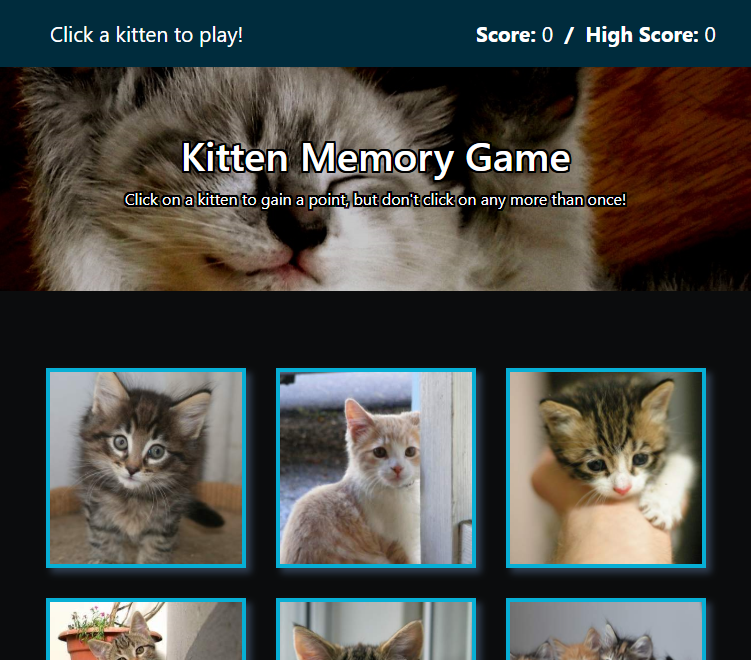 Click a kitten to play!
Score: 0 / High Score: 0
Kitten Memory Game
Click on a kitten to gain a point, but don't click on any more than once!